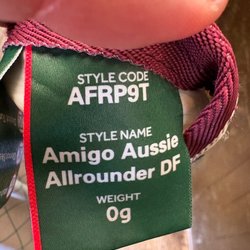 STYLE CODE
AFRP9T
STYLE NAME
Amigo Aussie
Allrounder DF
WEIGHT
0g